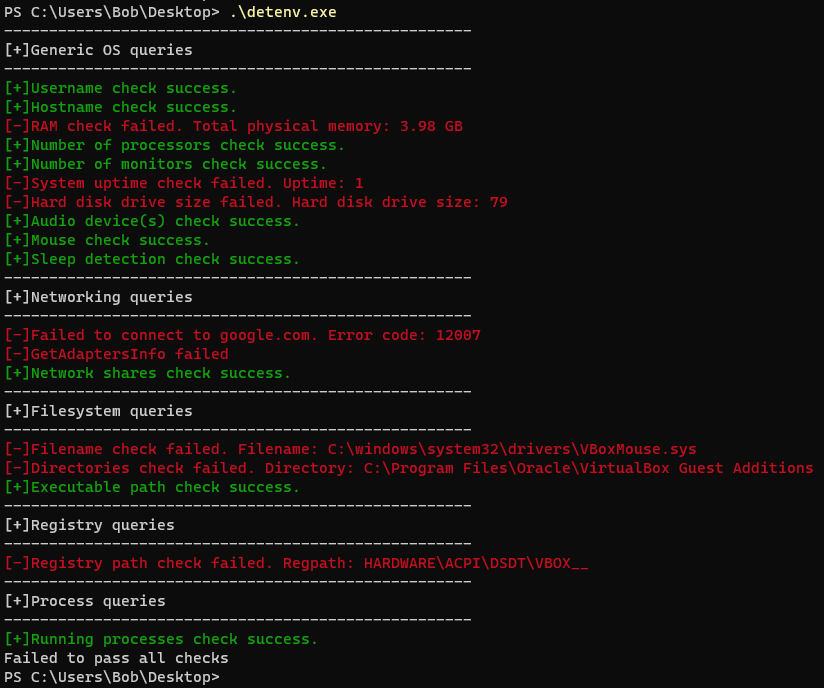 PS C:\Users\Bob\Desktop> .\detenv.exe
----------------------------------------------------
[+]Generic OS queries
----------------------------------------------------
[+]Username check success.
[+]Hostname check success.
[-]RAM check failed. Total physical memory: 3.98 GB
[+]Number of processors check success.
[+]Number of monitors check success.
[-]System uptime check failed. Uptime: 1
[-]Hard disk drive size failed. Hard disk drive size: 79
[+]Audio device(s) check success.
[+]Mouse check success.
[+]Sleep detection check success.
----------------------------------------------------
[+]Networking queries
----------------------------------------------------
[-]Failed to connect to google.com. Error code: 12007
[-]GetAdaptersInfo failed
[+]Network shares check success.
----------------------------------------------------
[+]Filesystem queries
----------------------------------------------------
[-]Filename check failed. Filename: C:\windows\system32\drivers\VBoxMouse.sys
[-]Directories check failed. Directory: C:\Program Files\Oracle\VirtualBox Guest Additions
[+]Executable path check success.
----------------------------------------------------
[+]Registry queries
----------------------------------------------------
[-]Registry path check failed. Regpath: HARDWARE\ACPI\DSDT\VBOX__
----------------------------------------------------
[+]Process queries
----------------------------------------------------
[+]Running processes check success.
Failed to pass all checks
PS C:\Users\Bob\Desktop>